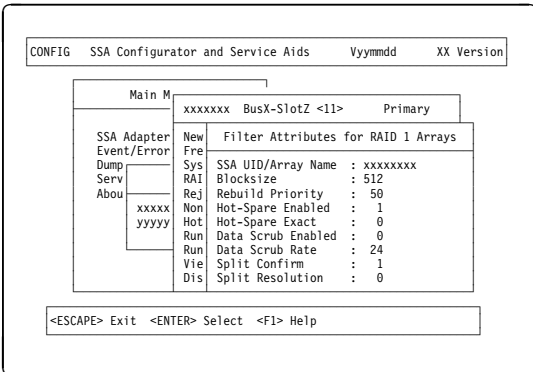 CONFIG SSA Configurator and Service Aids Vyymmdd XX Version
Main M
xxxxxxx BusX-SlotZ <11> Primary
SSA Adapter New Filter Attributes for RAID 1 Arrays
Event/Error Fre
Dump Sys SSA UID/Array Name : xxxxxxxx
Serv RAI Blocksize : 512
Abou Rej Rebuild Priority : 50
xxxxx Non Hot-Spare Enabled : 1
yyyyy Hot Hot-Spare Exact : 0
Run Data Scrub Enabled : 0
Run Data Scrub Rate : 24
Vie Split Confirm : 1
Dis Split Resolution : 0
<ESCAPE> Exit <ENTER> Select <F1> Help